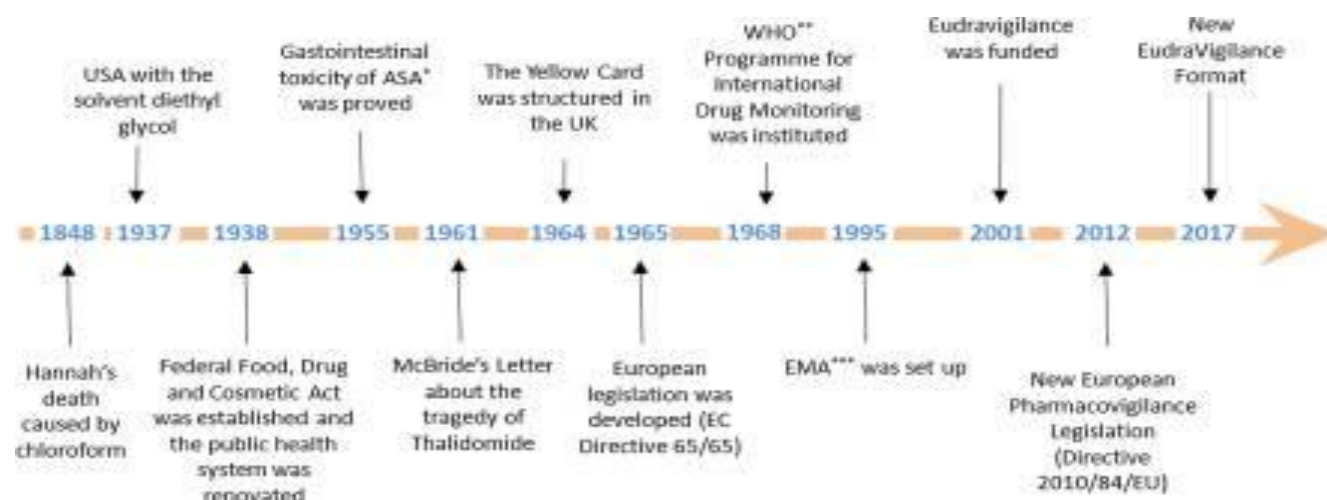 USA with the
solvent diethyl
glycol
Gastointestinal
toxicity of ASA*
was proved
The Yellow Card
was structured in
the UK
WHO**
Programme for
International
Drug Monitoring
was instituted
Eudravigilance
was funded
New
EudraVigilance
Format
1848 1937 1938 1955 1961 1964 1965 1968 1995 2001 2012 2017
Hannah's
death
caused by
chloroform
Federal Food, Drug
and Cosmetic Act
was established and
the public health
system was
renovated
McBride's Letter
about the
tragedy of
Thalidomide
European
legislation was
developed (EC
Directive 65/65)
EMA*** was set up
New European
Pharmacovigilance
Legislation
(Directive
2010/84/EU)